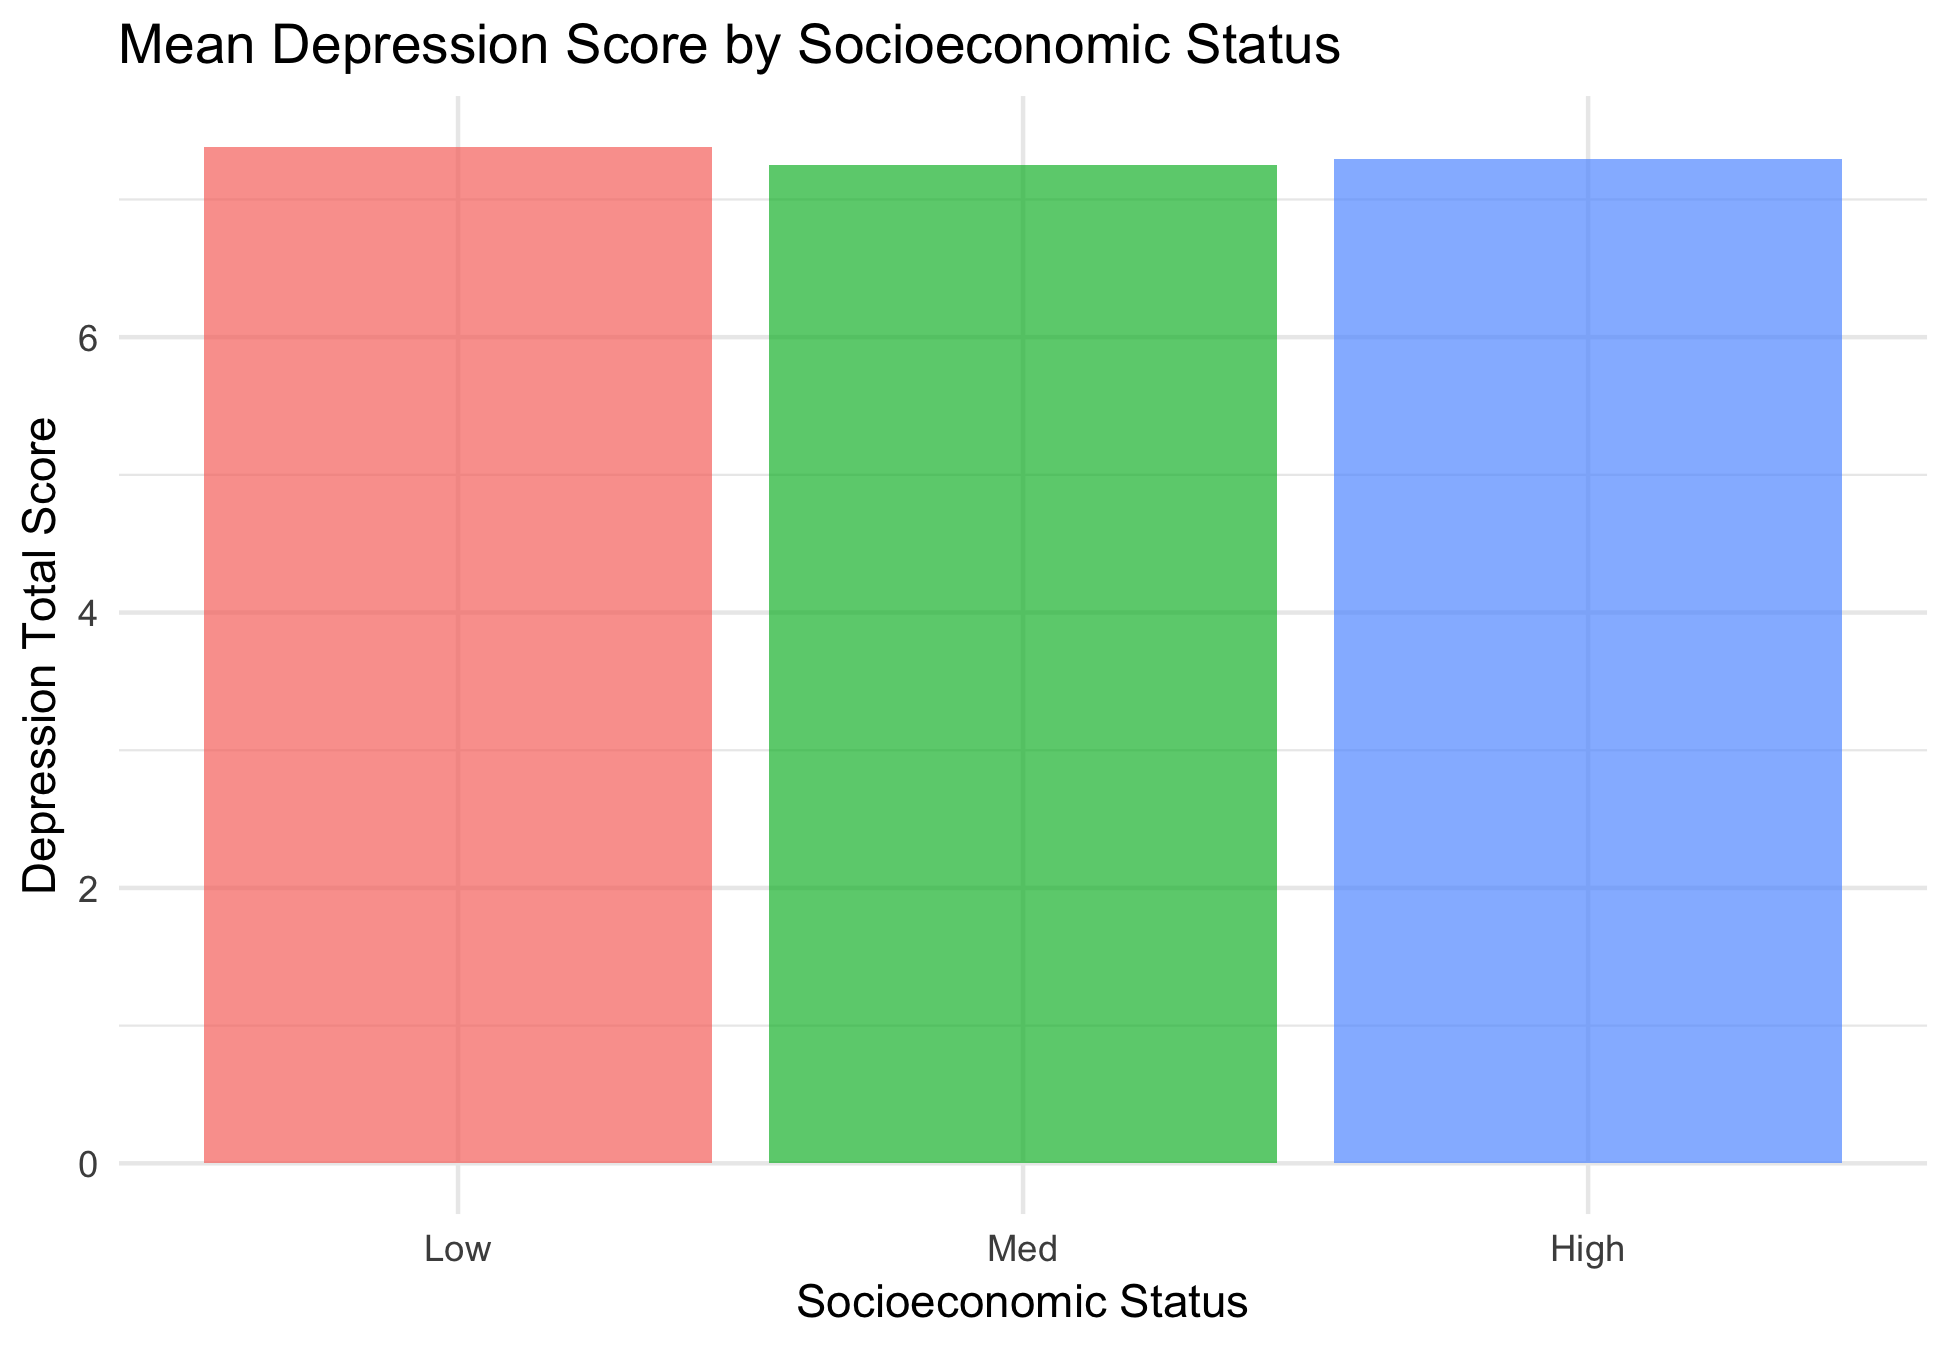 Mean Depression Score by Socioeconomic Status
Depression Total Score
6
4
2
0
Low Med High
Socioeconomic Status